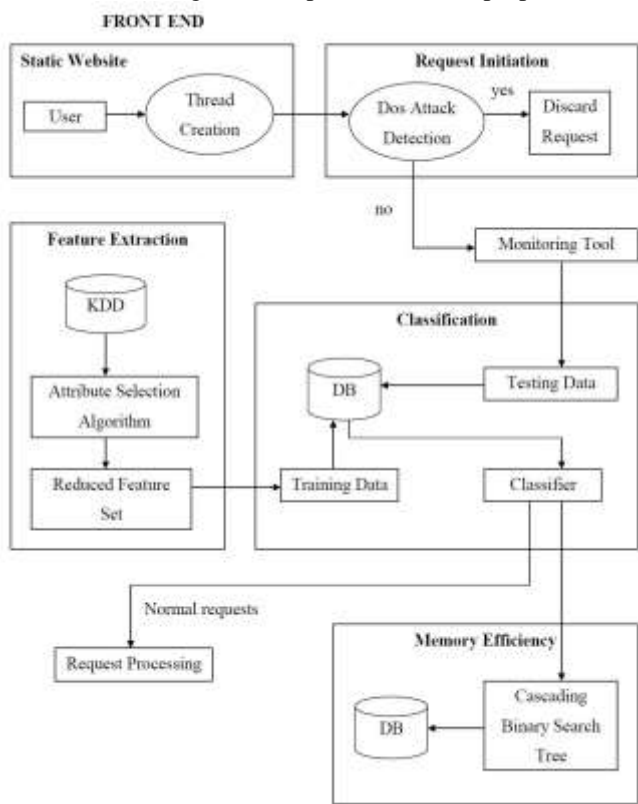 FRONT END
Static Website
User
Thread
Creation
Request Initiation
Dos Attack
Detection
yes
Discard
Request
no
Monitoring Tool
Feature Extraction
KDD
Attribute Selection
Algorithm
Reduced Feature
Set
Classification
DB
Testing Data
Training Data
Classifier
Normal requests
Request Processing
Memory Efficiency
DB
Cascading
Binary Search
Tree